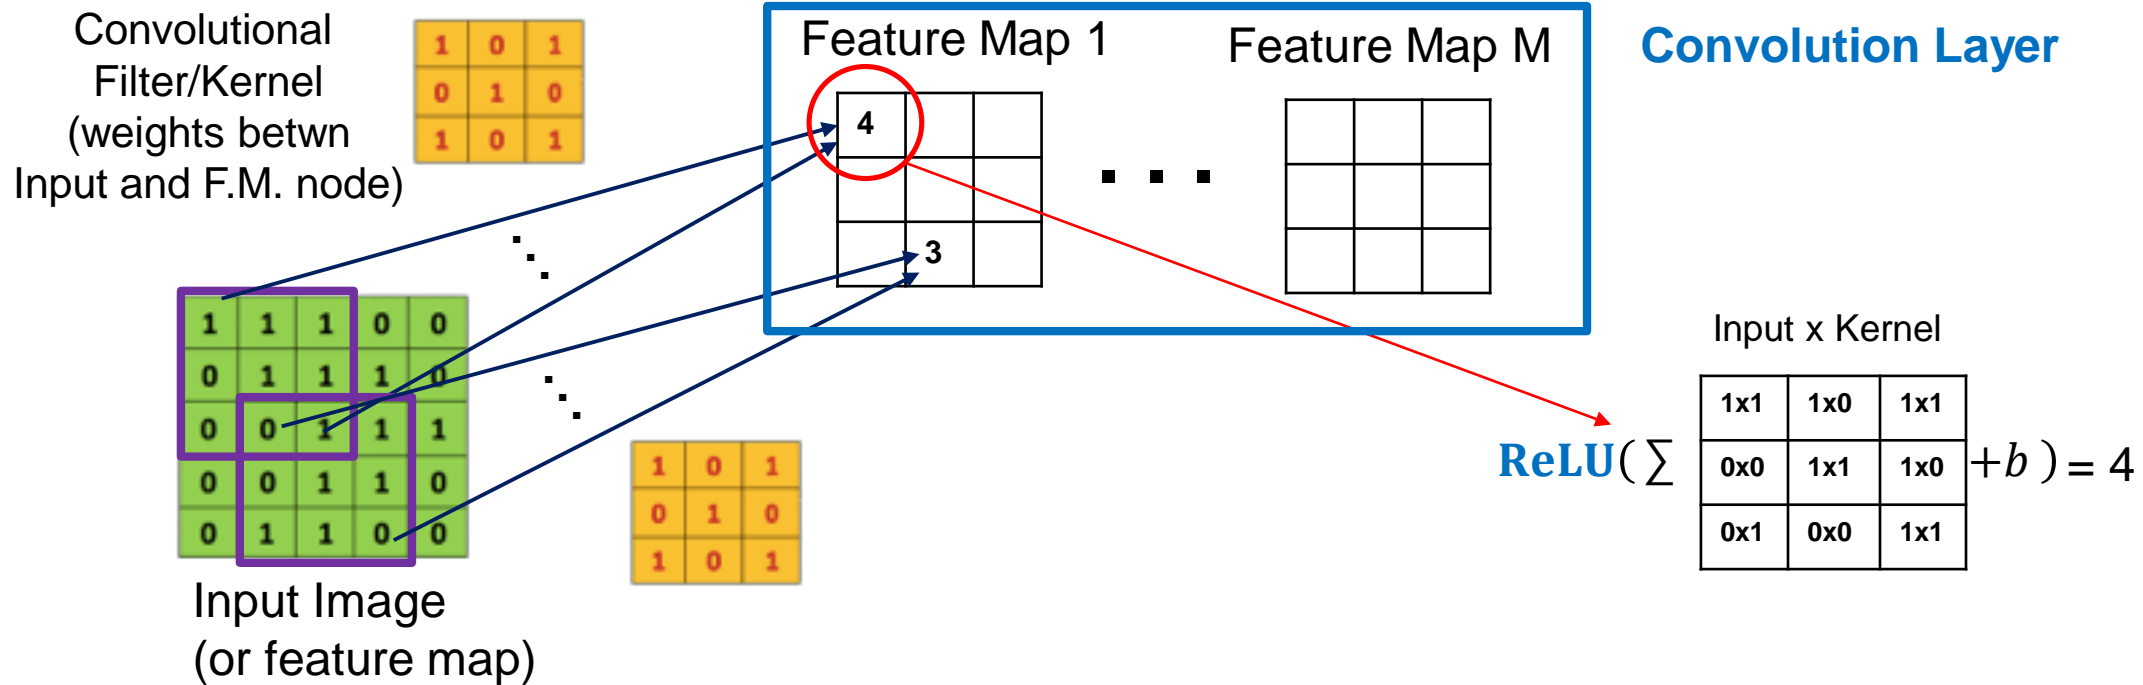 Convolutional
Filter/Kernel
(weights betwn
Input and F.M. node)
1 0 1
0 1 0
1 0 1
Feature Map 1
4
3
. . .
Feature Map M
Convolution Layer
1 1 1 0 0
0 1 1 1 0
0 0 1 1 1
0 0 1 1 0
0 1 1 0 0
Input Image
(or feature map)
1 0 1
0 1 0
1 0 1
Input x Kernel
1x1 1x0 1x1
0x0 1x1 1x0
0x1 0x0 1x1
ReLU(∑ +b) = 4